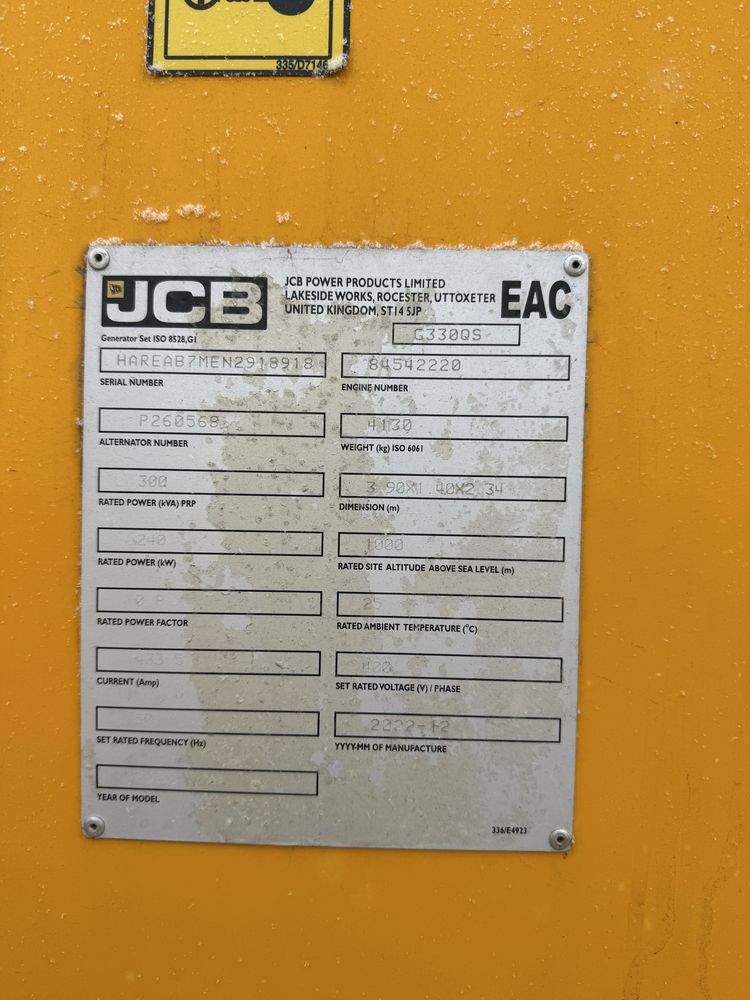 335/D7146
JCB
JCB
JCB POWER PRODUCTS LIMITED
LAKESIDE WORKS, ROCESTER, UTTOXETER
UNITED KINGDOM, ST14 5JP
EAC
Generator Set ISO 8528,G1
G330QS
HAREAB7MEN2918918
SERIAL NUMBER
84542220
ENGINE NUMBER
P260568
ALTERNATOR NUMBER
4130
WEIGHT (kg) ISO 6061
300
RATED POWER (kVA) PRP
3.90X1.40X2.34
DIMENSION (m)
240
RATED POWER (kW)
1000
RATED SITE ALTITUDE ABOVE SEA LEVEL (m)
RATED POWER FACTOR
25
RATED AMBIENT TEMPERATURE (°C)
CURRENT (Amp)
400
SET RATED VOLTAGE (V) / PHASE
SET RATED FREQUENCY (Hz)
2022-12
YYYY-MM OF MANUFACTURE
YEAR OF MODEL
336/E4923